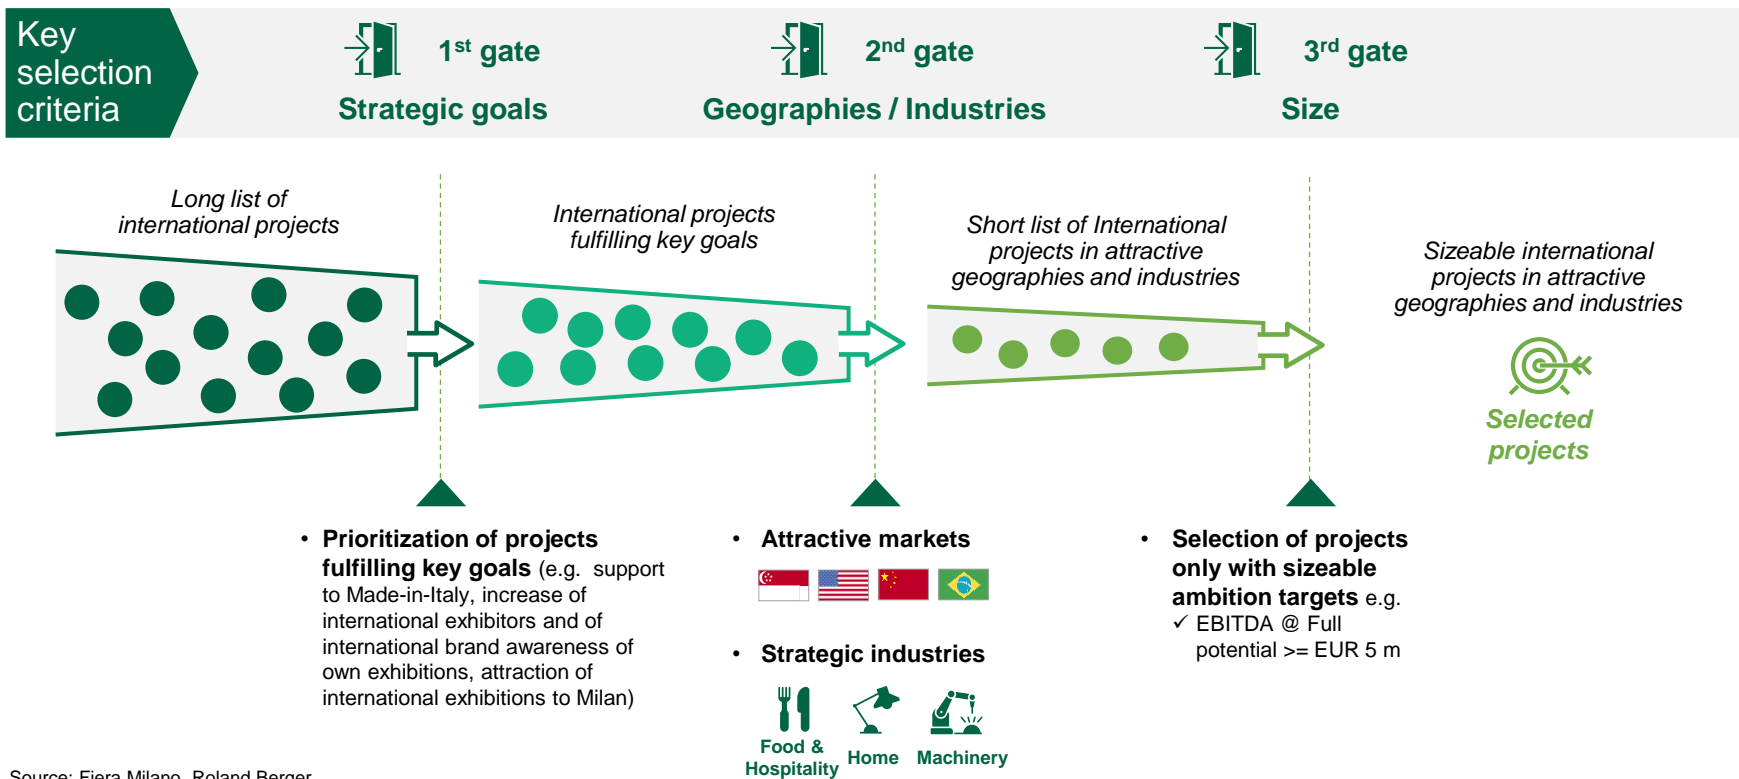 Key
selection
criteria
1st gate
Strategic goals
2nd gate
Geographies / Industries
3rd gate
Size
Long list of
international projects
International projects
fulfilling key goals
Short list of International
projects in attractive
geographies and industries
Sizeable international
projects in attractive
geographies and industries
Selected
projects
• Prioritization of projects
fulfilling key goals (e.g. support
to Made-in-Italy, increase of
international exhibitors and of
international brand awareness of
own exhibitions, attraction of
international exhibitions to Milan)
• Attractive markets
• Strategic industries
Food &
Hospitality
Home
Machinery
• Selection of projects
only with sizeable
ambition targets e.g.
✓ EBITDA @ Full
potential >= EUR 5 m
Source: Fiera Milano, Roland Berger